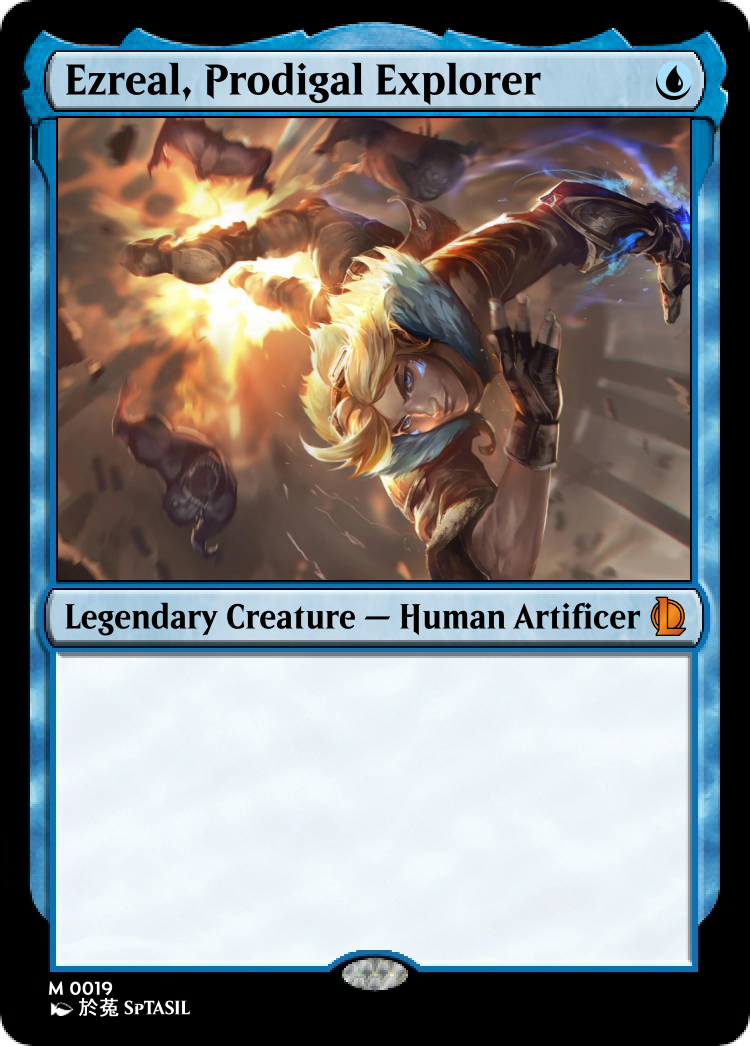 Ezreal, Prodigal Explorer
Legendary Creature — Human Artificer
M 0019
於菟 SpTASIL